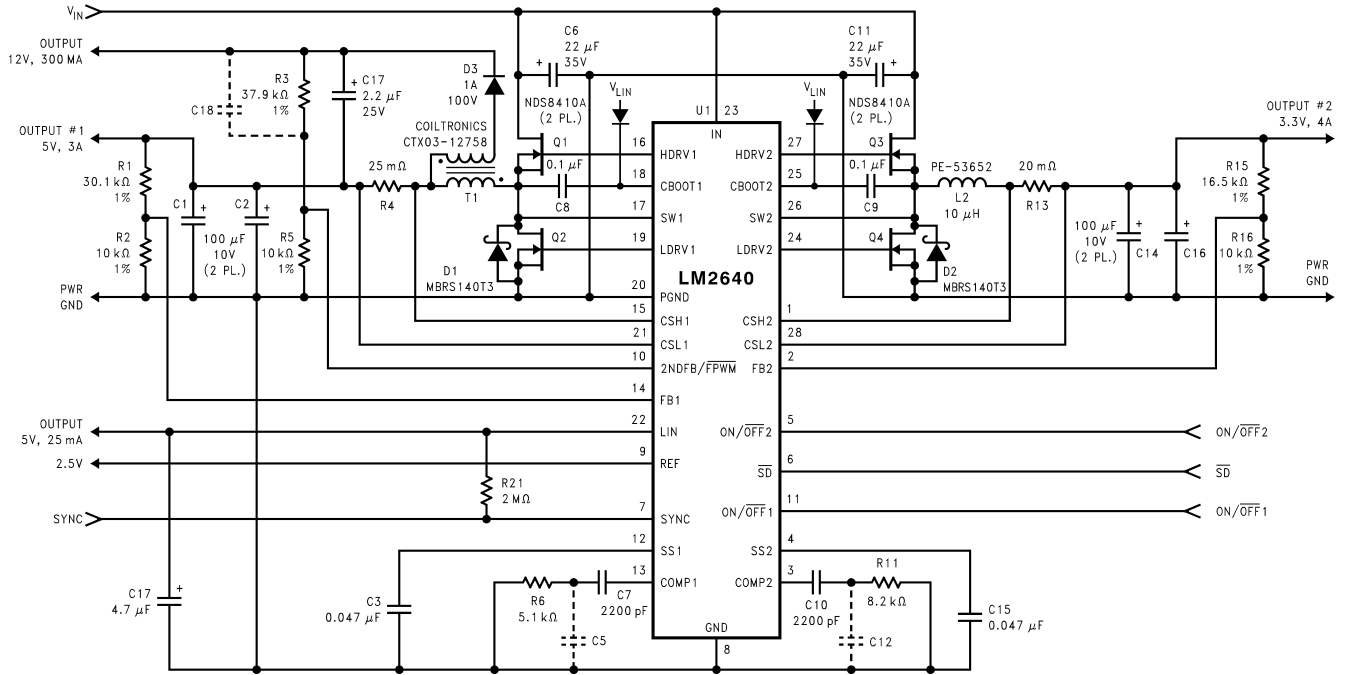 VIN
OUTPUT
12V, 300 MA
C18
R3
37.9 kΩ
1%
C17
2.2 µF
25V
D3
1A
100V
COILTRONICS
CTX03-12758
C6
22 µF
35V
NDS8410A
(2 PL.)
VLIN
C11
22 µF
35V
NDS8410A
(2 PL.)
VLIN
U1
23
IN
OUTPUT #1
5V, 3A
R1
30.1 kΩ
1%
R2
10 kΩ
1%
C1
C2
100 µF
10V
(2 PL.)
R5
10 kΩ
1%
25 mΩ
R4
T1
Q1
0.1 µF
C8
Q2
D1
MBRS140T3
PWR
GND
16
HDRV1
18
CBOOT1
17
SW1
19
LDRV1
20
PGND
15
CSH1
21
CSL1
10
2NDFB/FPWM
14
FB1
22
LIN
9
REF
7
SYNC
12
SS1
13
COMP1
LM2640
27
HDRV2
25
CBOOT2
26
SW2
24
LDRV2
1
CSH2
28
CSL2
2
FB2
5
ON/OFF2
6
SD
11
ON/OFF1
4
SS2
3
COMP2
GND
8
Q3
0.1 µF
C9
Q4
D2
MBRS140T3
PE-53652
L2
10 µH
20 mΩ
R13
100 µF
10V
(2 PL.)
C14
C16
R15
16.5 kΩ
1%
R16
10 kΩ
1%
OUTPUT #2
3.3V, 4A
PWR
GND
ON/OFF2
SD
ON/OFF1
OUTPUT
5V, 25 mA
2.5V
SYNC
R21
2 MΩ
C17
4.7 µF
C3
0.047 µF
R6
5.1 kΩ
C7
2200 pF
C5
C10
2200 pF
R11
8.2 kΩ
C12
C15
0.047 µF